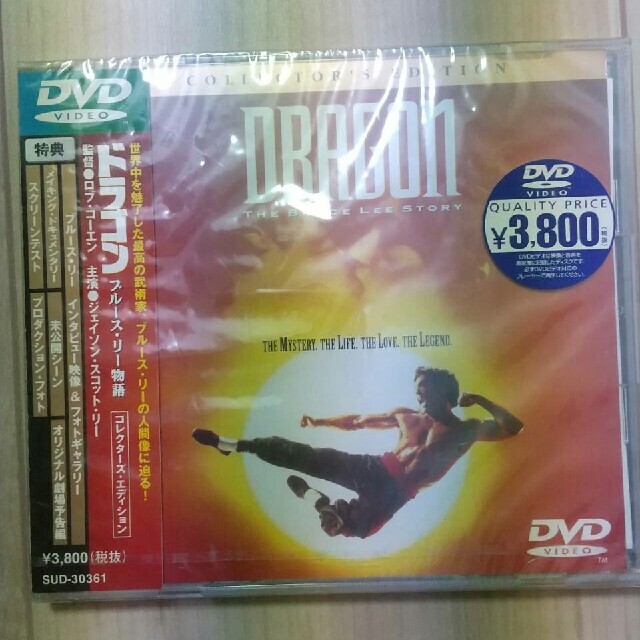 COLLECTOR'S EDITION
DVD
VIDEO
特典
メイキング・ドキュメンタリー
スクリーンテスト
ブルース・リー インタビュー映像 & フォトギャラリー
未公開シーン
プロダクション・フォト
オリジナル劇場予告編
ドラゴン
ブルース・リー物語
コレクターズ・エディション
監督●ロブ・コーエン 主演●ジェイソン・スコット・リー
世界中を魅了した最高の武術家、ブルース・リーの人間像に迫る!
¥3,800(税抜)
SUD-30361
DRAGON
THE BRUCE LEE STORY
DVD
VIDEO
QUALITY PRICE
¥3,800
(税抜)
THE MYSTERY. THE LIFE. THE LOVE. THE LEGEND.
DVD
VIDEO
TM